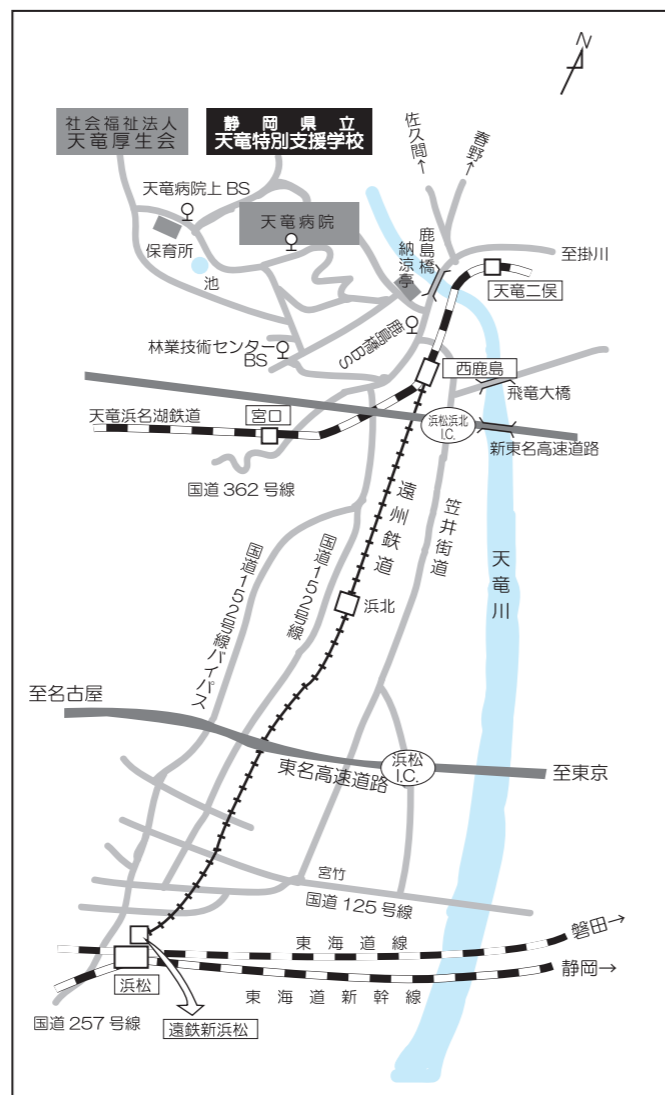 N
社会福祉法人
天竜厚生会
静岡県立
天竜特別支援学校
佐久間→
春野→
天竜病院上 BS
天竜病院
保育所
池
鹿島橋
納涼亭
至掛川
天竜二俣
鹿島橋BS
林業技術センター
BS
西鹿島
飛竜大橋
天竜浜名湖鉄道
宮口
浜松浜北
I.C.
新東名高速道路
国道 362 号線
遠州鉄道
笠井街道
天竜川
国道152号線
国道152号線バイパス
浜北
至名古屋
東名高速道路
浜松
I.C.
至東京
宮竹
国道 125 号線
東海道線
磐田→
静岡→
浜松
東海道新幹線
国道 257 号線
遠鉄新浜松